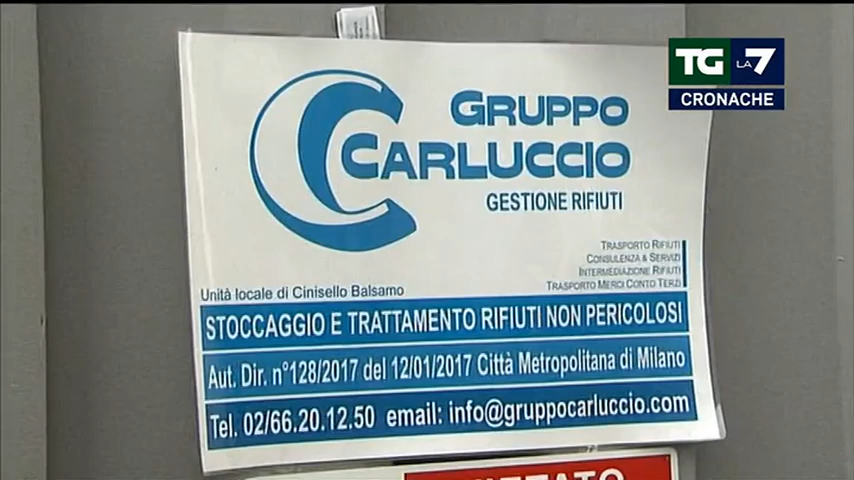 TG LA 7
CRONACHE
GRUPPO
CARLUCCIO
GESTIONE RIFIUTI
TRASPORTO RIFIUTI
CONSULENZA & SERVIZI
INTERMEDIAZIONE RIFIUTI
TRASPORTO MERCI CONTO TERZI
Unità locale di Cinisello Balsamo
STOCCAGGIO E TRATTAMENTO RIFIUTI NON PERICOLOSI
Aut. Dir. n°128/2017 del 12/01/2017 Città Metropolitana di Milano
Tel. 02/66.20.12.50 email: info@gruppocarluccio.com